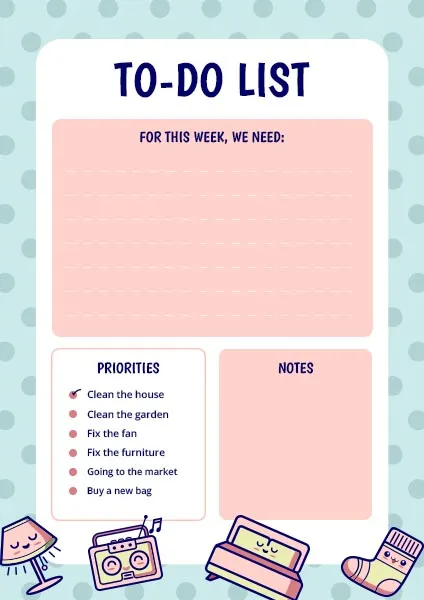 TO-DO LIST
FOR THIS WEEK, WE NEED:
PRIORITIES
Clean the house
Clean the garden
Fix the fan
Fix the furniture
Going to the market
Buy a new bag
NOTES